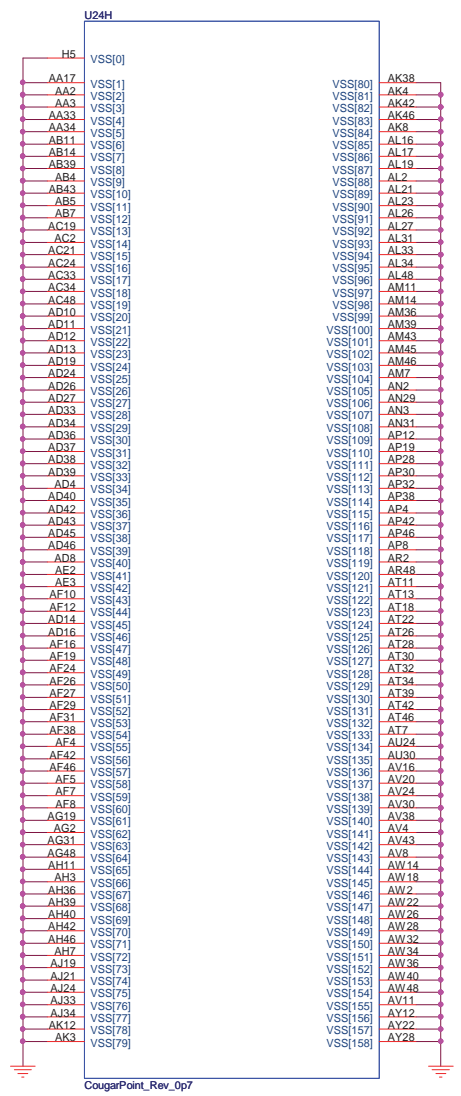 U24H
H5 VSS[0]
AA17 VSS[1] VSS[80] AK38
AA2 VSS[2] VSS[81] AK4
AA3 VSS[3] VSS[82] AK42
AA33 VSS[4] VSS[83] AK46
AA34 VSS[5] VSS[84] AK8
AB11 VSS[6] VSS[85] AL16
AB14 VSS[7] VSS[86] AL17
AB39 VSS[8] VSS[87] AL19
AB4 VSS[9] VSS[88] AL2
AB43 VSS[10] VSS[89] AL21
AB5 VSS[11] VSS[90] AL23
AB7 VSS[12] VSS[91] AL26
AC19 VSS[13] VSS[92] AL27
AC2 VSS[14] VSS[93] AL31
AC21 VSS[15] VSS[94] AL33
AC24 VSS[16] VSS[95] AL34
AC33 VSS[17] VSS[96] AL48
AC34 VSS[18] VSS[97] AM11
AC48 VSS[19] VSS[98] AM14
AD10 VSS[20] VSS[99] AM36
AD11 VSS[21] VSS[100] AM39
AD12 VSS[22] VSS[101] AM43
AD13 VSS[23] VSS[102] AM45
AD19 VSS[24] VSS[103] AM46
AD24 VSS[25] VSS[104] AM7
AD26 VSS[26] VSS[105] AN2
AD27 VSS[27] VSS[106] AN29
AD33 VSS[28] VSS[107] AN3
AD34 VSS[29] VSS[108] AN31
AD36 VSS[30] VSS[109] AP12
AD37 VSS[31] VSS[110] AP19
AD38 VSS[32] VSS[111] AP28
AD39 VSS[33] VSS[112] AP30
AD4 VSS[34] VSS[113] AP32
AD40 VSS[35] VSS[114] AP38
AD42 VSS[36] VSS[115] AP4
AD43 VSS[37] VSS[116] AP42
AD45 VSS[38] VSS[117] AP46
AD46 VSS[39] VSS[118] AP8
AD8 VSS[40] VSS[119] AR2
AE2 VSS[41] VSS[120] AR48
AE3 VSS[42] VSS[121] AT11
AF10 VSS[43] VSS[122] AT13
AF12 VSS[44] VSS[123] AT18
AD14 VSS[45] VSS[124] AT22
AD16 VSS[46] VSS[125] AT26
AF16 VSS[47] VSS[126] AT28
AF19 VSS[48] VSS[127] AT30
AF24 VSS[49] VSS[128] AT32
AF26 VSS[50] VSS[129] AT34
AF27 VSS[51] VSS[130] AT39
AF29 VSS[52] VSS[131] AT42
AF31 VSS[53] VSS[132] AT46
AF38 VSS[54] VSS[133] AT7
AF4 VSS[55] VSS[134] AU24
AF42 VSS[56] VSS[135] AU30
AF46 VSS[57] VSS[136] AV16
AF5 VSS[58] VSS[137] AV20
AF7 VSS[59] VSS[138] AV24
AF8 VSS[60] VSS[139] AV30
AG19 VSS[61] VSS[140] AV38
AG2 VSS[62] VSS[141] AV4
AG31 VSS[63] VSS[142] AV43
AG48 VSS[64] VSS[143] AV8
AH11 VSS[65] VSS[144] AW14
AH3 VSS[66] VSS[145] AW18
AH36 VSS[67] VSS[146] AW2
AH39 VSS[68] VSS[147] AW22
AH40 VSS[69] VSS[148] AW26
AH42 VSS[70] VSS[149] AW28
AH46 VSS[71] VSS[150] AW32
AH7 VSS[72] VSS[151] AW34
AJ19 VSS[73] VSS[152] AW36
AJ21 VSS[74] VSS[153] AW40
AJ24 VSS[75] VSS[154] AW48
AJ33 VSS[76] VSS[155] AV11
AJ34 VSS[77] VSS[156] AY12
AK12 VSS[78] VSS[157] AY22
AK3 VSS[79] VSS[158] AY28
CougarPoint_Rev_0p7